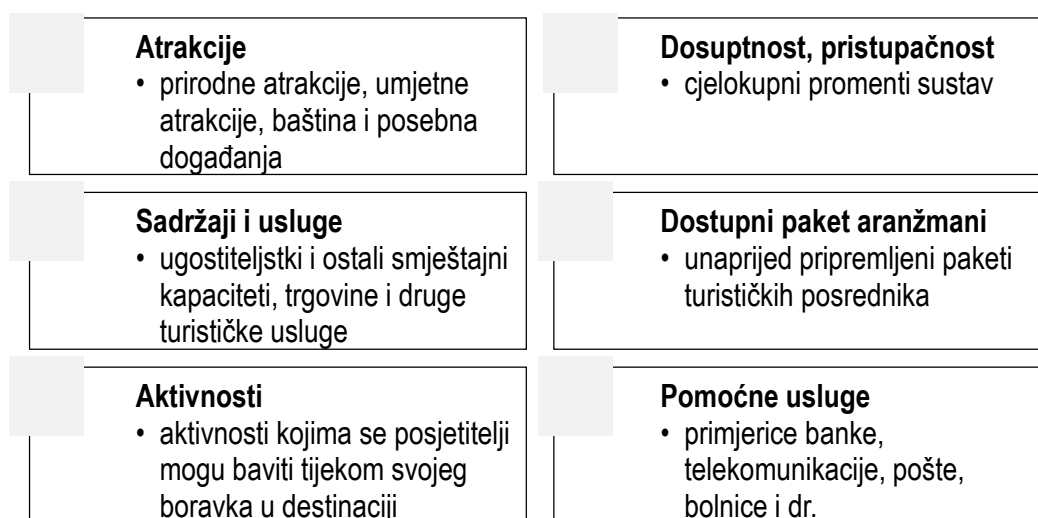 Atrakcije
• prirodne atrakcije, umjetne
atrakcije, baština i posebna
događanja
Dosuptnost, pristupačnost
• cjelokupni promenti sustav
Sadržaji i usluge
• ugostiteljstki i ostali smještajni
kapaciteti, trgovine i druge
turističke usluge
Dostupni paket aranžmani
• unaprijed pripremljeni paketi
turističkih posrednika
Aktivnosti
• aktivnosti kojima se posjetitelji
mogu baviti tijekom svojeg
boravka u destinaciji
Pomoćne usluge
• primjerice banke,
telekomunikacije, pošte,
bolnice i dr.